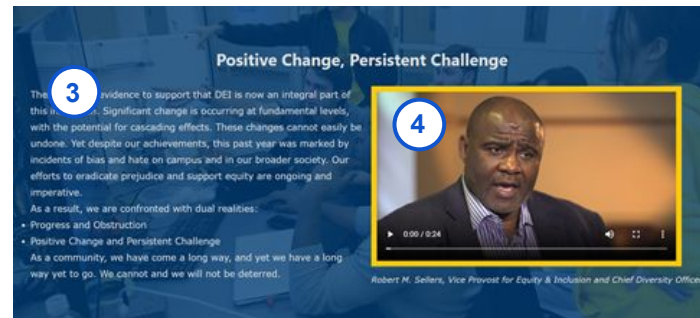 Positive Change, Persistent Challenge
3
evidence to support that DEI is now an integral part of
Significant change is occurring at fundamental levels,
with the potential for cascading effects. These changes cannot easily be
undone. Yet despite our achievements, this past year was marked by
incidents of bias and hate on campus and in our broader society. Our
efforts to eradicate prejudice and support equity are ongoing and
imperative.
As a result, we are confronted with dual realities:
• Progress and Obstruction
• Positive Change and Persistent Challenge
As a community, we have come a long way, and yet we have a long
way yet to go. We cannot and we will not be deterred.
4
0:00 / 0:24
Robert M. Sellers, Vice Provost for Equity & Inclusion and Chief Diversity Officer